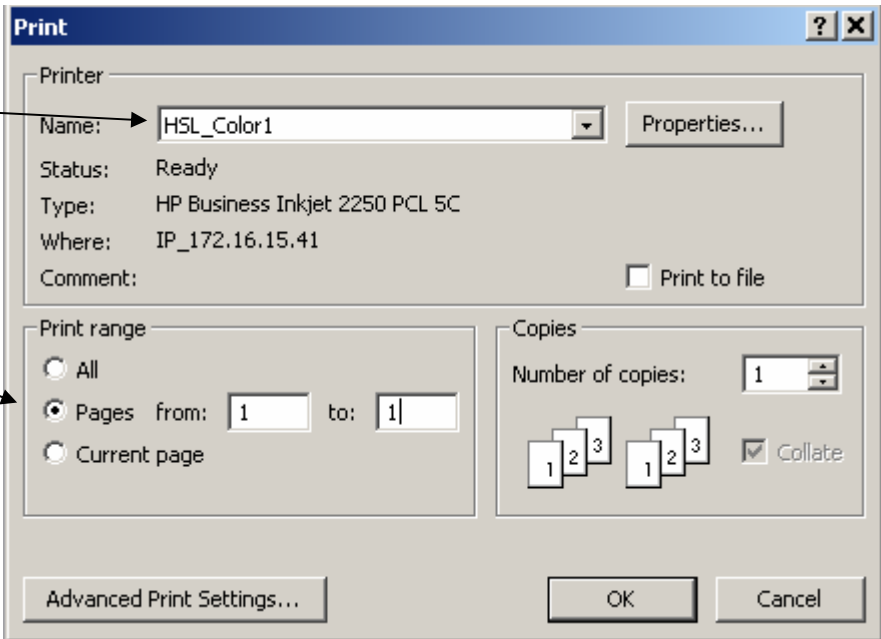 Print
Printer
Name: HSL_Color1 Properties...
Status: Ready
Type: HP Business Inkjet 2250 PCL 5C
Where: IP_172.16.15.41
Comment: Print to file
Print range
All
Pages from: 1 to: 1
Current page
Copies
Number of copies: 1
1 2 3 1 2 3
Collate
Advanced Print Settings... OK Cancel